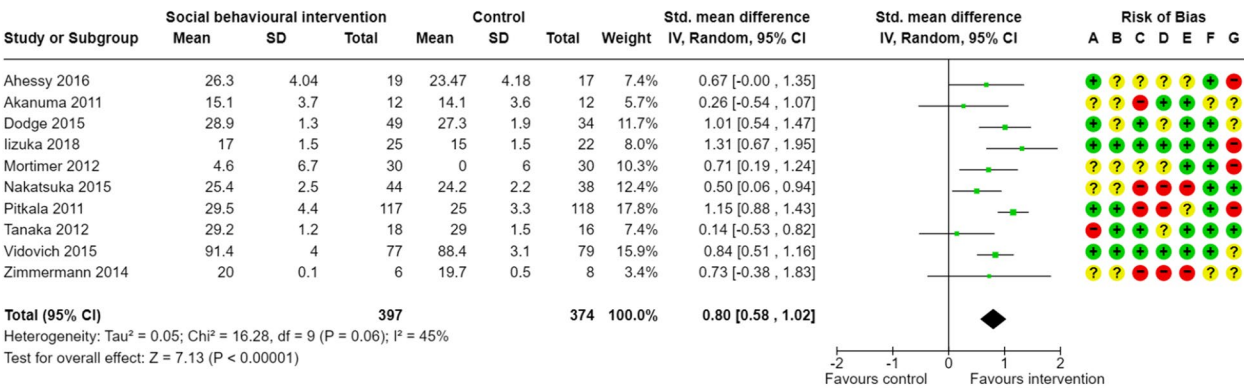 Social behavioural intervention Control Std. mean difference Std. mean difference Risk of Bias
Study or Subgroup Mean SD Total Mean SD Total Weight IV, Random, 95% CI IV, Random, 95% CI A B C D E F G
Ahessy 2016 26.3 4.04 19 23.47 4.18 17 7.4% 0.67 [-0.00 , 1.35] + ? ? ? ? + −
Akanuma 2011 15.1 3.7 12 14.1 3.6 12 5.7% 0.26 [-0.54 , 1.07] ? ? − + + ? ?
Dodge 2015 28.9 1.3 49 27.3 1.9 34 11.7% 1.01 [0.54 , 1.47] + ? + ? + + ?
Iizuka 2018 17 1.5 25 15 1.5 22 8.0% 1.31 [0.67 , 1.95] + + + + + + −
Mortimer 2012 4.6 6.7 30 0 6 30 10.3% 0.71 [0.19 , 1.24] ? ? ? ? + + −
Nakatsuka 2015 25.4 2.5 44 24.2 2.2 38 12.4% 0.50 [0.06 , 0.94] ? ? − − − + +
Pitkala 2011 29.5 4.4 117 25 3.3 118 17.8% 1.15 [0.88 , 1.43] + + − − ? + −
Tanaka 2012 29.2 1.2 18 29 1.5 16 7.4% 0.14 [-0.53 , 0.82] − + + ? + + +
Vidovich 2015 91.4 4 77 88.4 3.1 79 15.9% 0.84 [0.51 , 1.16] + + + + + + ?
Zimmermann 2014 20 0.1 6 19.7 0.5 8 3.4% 0.73 [-0.38 , 1.83] ? ? − − − ? ?
Total (95% CI) 397 374 100.0% 0.80 [0.58 , 1.02]
Heterogeneity: Tau² = 0.05; Chi² = 16.28, df = 9 (P = 0.06); I² = 45%
Test for overall effect: Z = 7.13 (P < 0.00001)
-2 -1 0 1 2
Favours control Favours intervention